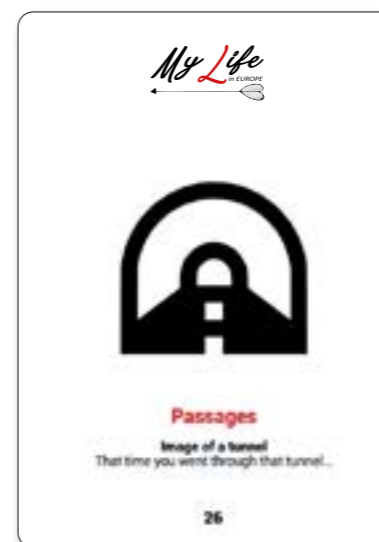 My Life
in EUROPE
Passages
Image of a tunnel
That time you went through that tunnel...
26